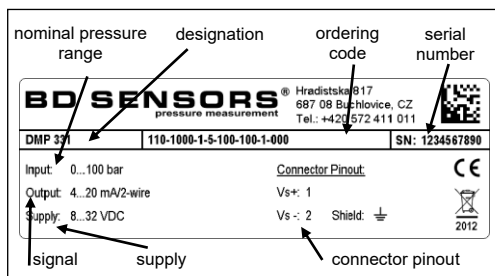 nominal pressure range
designation
ordering code
serial number
BD SENSORS®
pressure measurement
Hradistska 817
687 08 Buchlovice, CZ
Tel.: +420 572 411 011
DMP 331 110-1000-1-5-100-100-1-000 SN: 1234567890
Input: 0...100 bar Connector Pinout: CE
Output: 4...20 mA/2-wire Vs+: 1
Supply: 8...32 VDC Vs -: 2 Shield:
2012
signal supply connector pinout